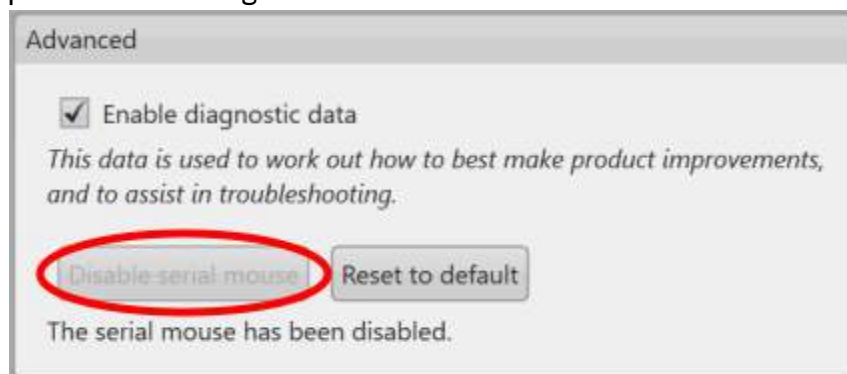 Advanced
Enable diagnostic data
This data is used to work out how to best make product improvements,
and to assist in troubleshooting.
Disable serial mouse Reset to default
The serial mouse has been disabled.